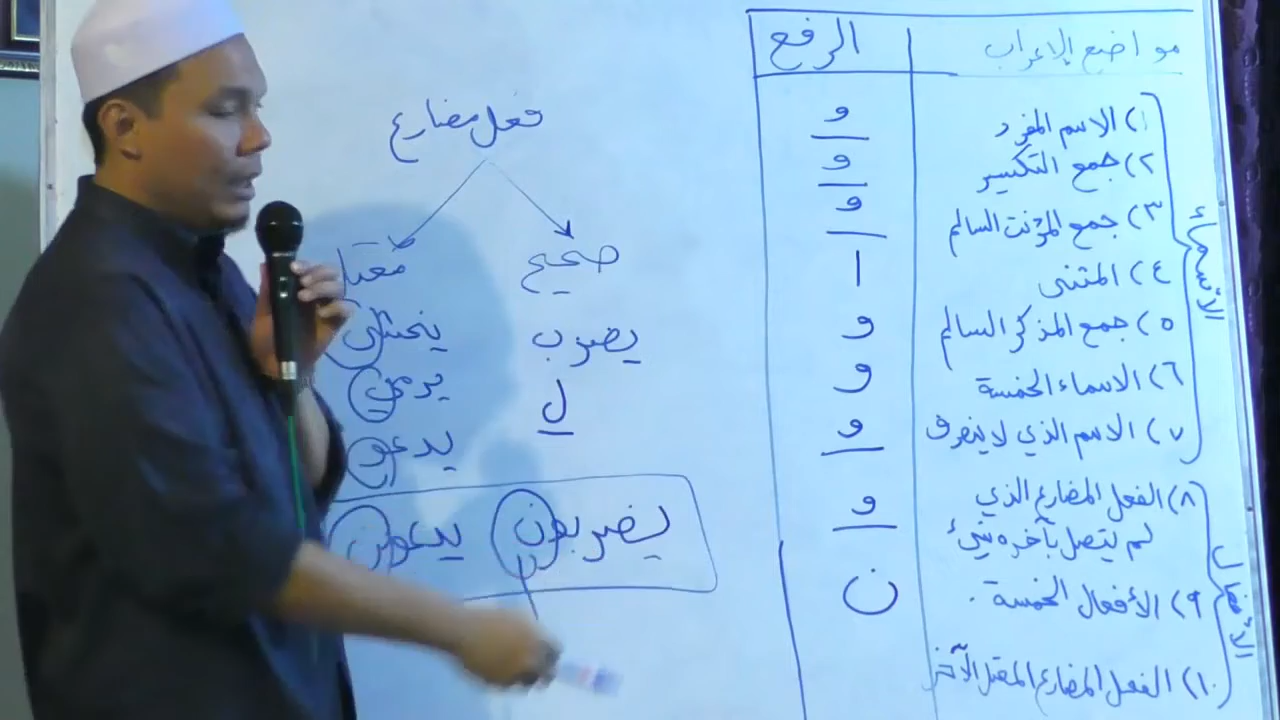 مواضيع الإعراب
الرفع
١) الاسم المفرد
و
٢) جمع التكسير
و
٣) جمع المؤنث السالم
و
٤) المثنى
ا
٥) جمع المذكر السالم
و
٦) الاسماء الخمسة
و
٧) الاسم الذي لا ينصرف
و
الأسماء
٨) الفعل المضارع الذي
لم يتصل بآخره شيئ
و
٩) الأفعال الخمسة
ن
١٠) الفعل المضارع المعتل الآخر
الأفعال
فعل مضارع
صحيح
معتل
يضرب
ل
يخشى
يرمي
يدعو
يضربون يدعون